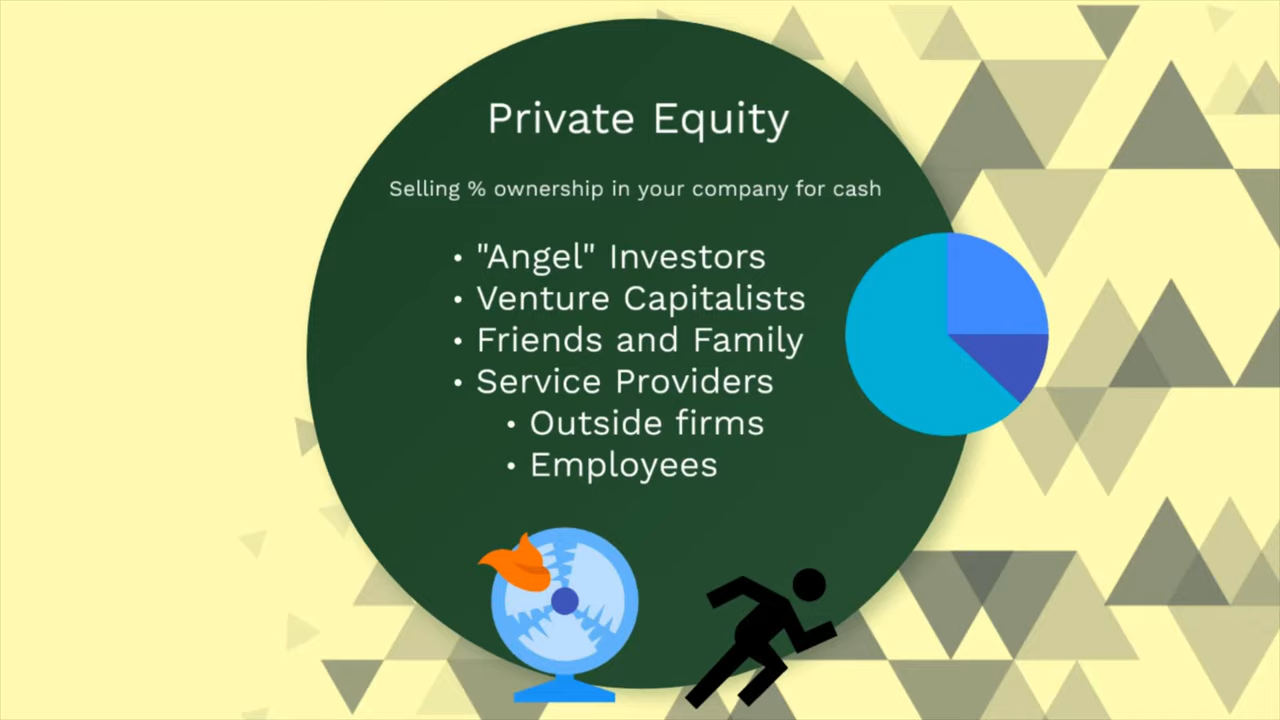 Private Equity
Selling % ownership in your company for cash
• "Angel" Investors
• Venture Capitalists
• Friends and Family
• Service Providers
• Outside firms
• Employees